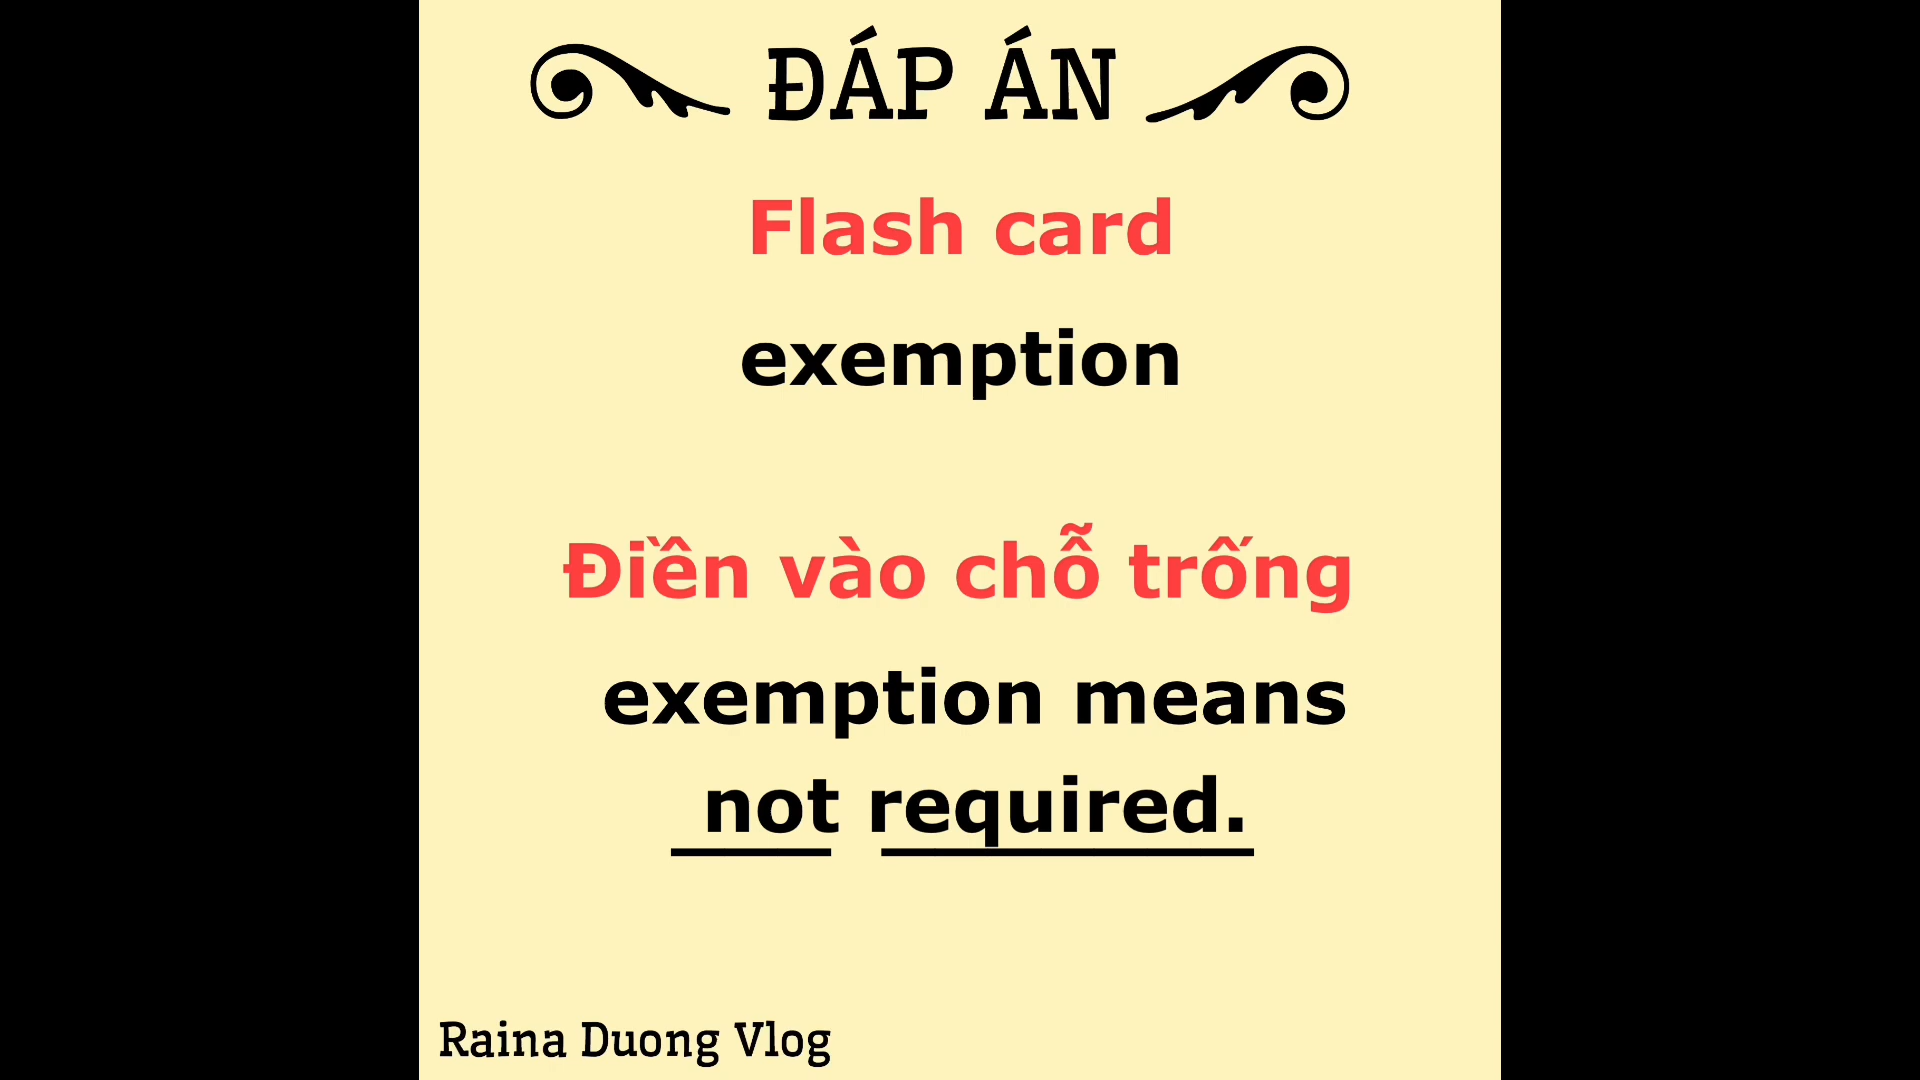 ĐÁP ÁN
Flash card
exemption
Điền vào chỗ trống
exemption means
not required.
Raina Duong Vlog